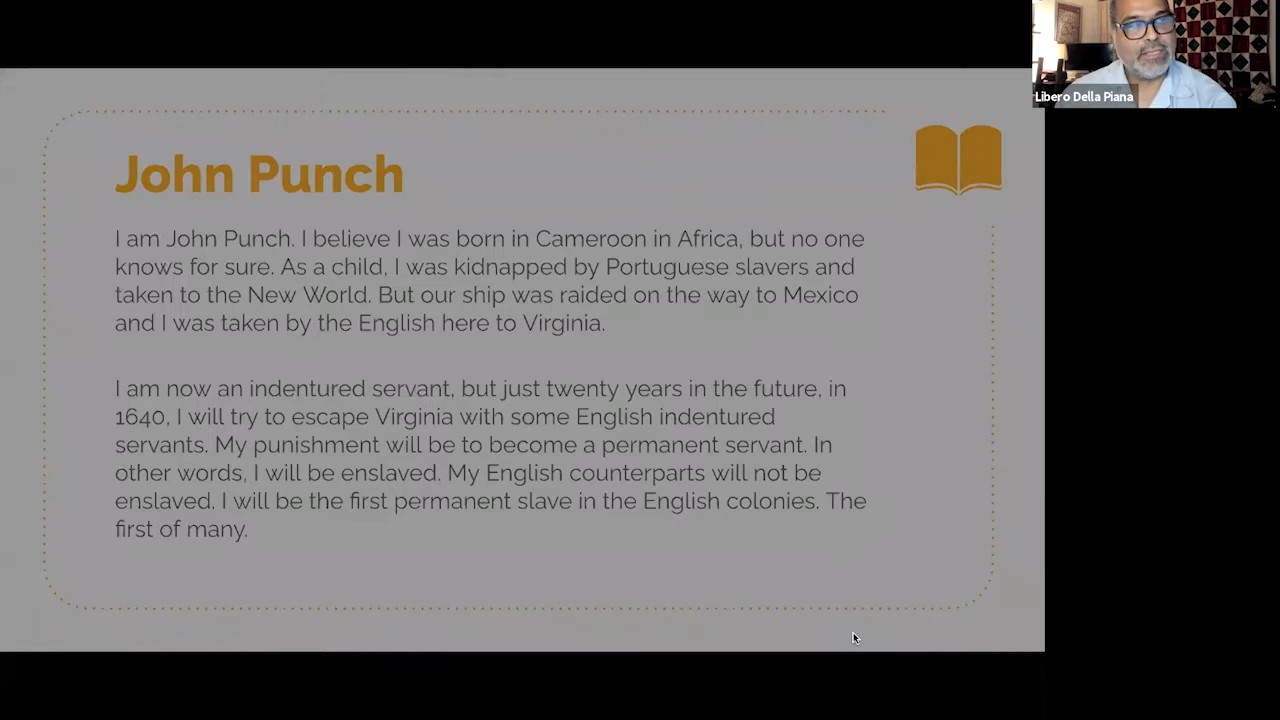 Libero Della Piana
John Punch
I am John Punch. I believe I was born in Cameroon in Africa, but no one
knows for sure. As a child, I was kidnapped by Portuguese slavers and
taken to the New World. But our ship was raided on the way to Mexico
and I was taken by the English here to Virginia.
I am now an indentured servant, but just twenty years in the future, in
1640, I will try to escape Virginia with some English indentured
servants. My punishment will be to become a permanent servant. In
other words, I will be enslaved. My English counterparts will not be
enslaved. I will be the first permanent slave in the English colonies. The
first of many.